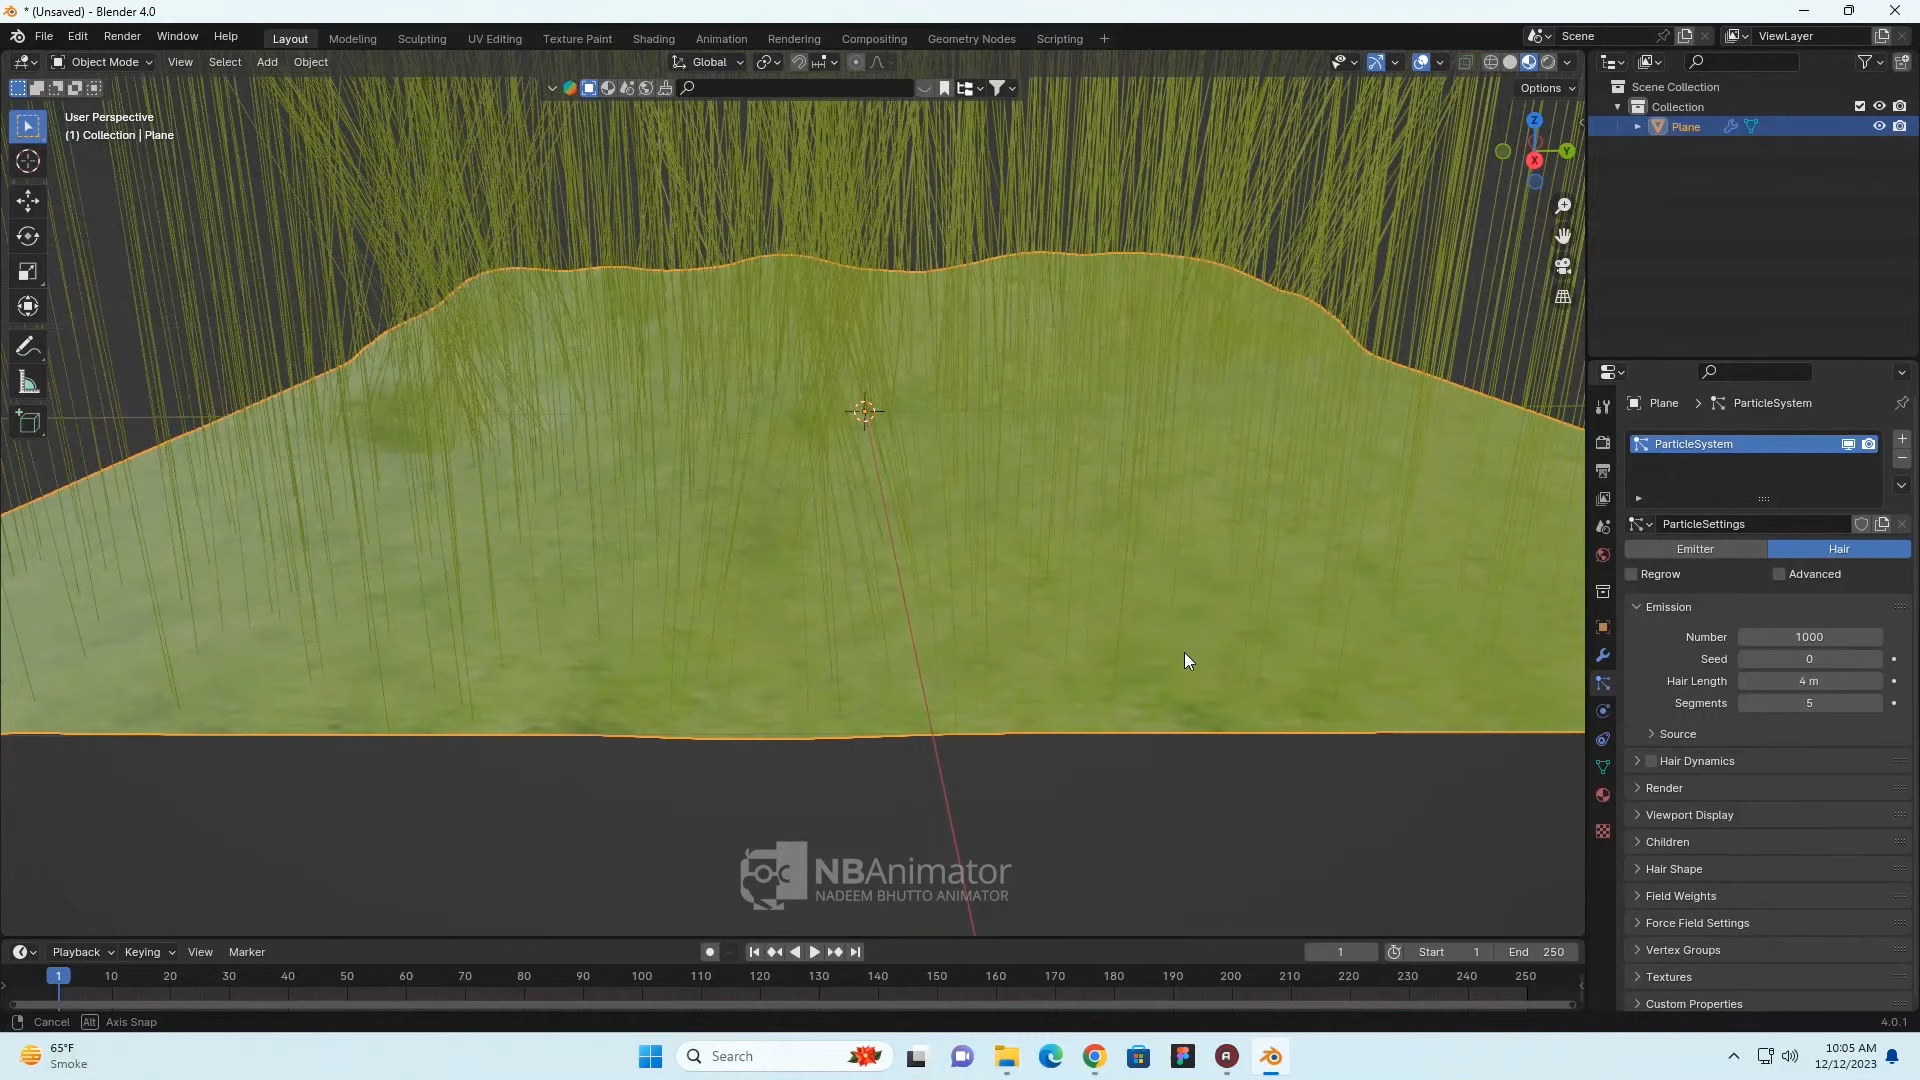 * (Unsaved) - Blender 4.0
File Edit Render Window Help
Layout Modeling Sculpting UV Editing Texture Paint Shading Animation Rendering Compositing Geometry Nodes Scripting +
Scene
ViewLayer
Object Mode View Select Add Object
Global
Options
User Perspective
(1) Collection | Plane
Z
Y
X
Scene Collection
Collection
Plane
Plane > ParticleSystem
ParticleSystem
ParticleSettings
Emitter Hair
Regrow Advanced
Emission
Number 1000
Seed 0
Hair Length 4 m
Segments 5
Source
Hair Dynamics
Render
Viewport Display
Children
Hair Shape
Field Weights
Force Field Settings
Vertex Groups
Textures
Custom Properties
NBAnimator
NADEEM BHUTTO ANIMATOR
Playback Keying View Marker
1 Start 1 End 250
1 10 20 30 40 50 60 70 80 90 100 110 120 130 140 150 160 170 180 190 200 210 220 230 240 250
Cancel Alt Axis Snap
4.0.1
65°F
Smoke
Search
10:05 AM
12/12/2023